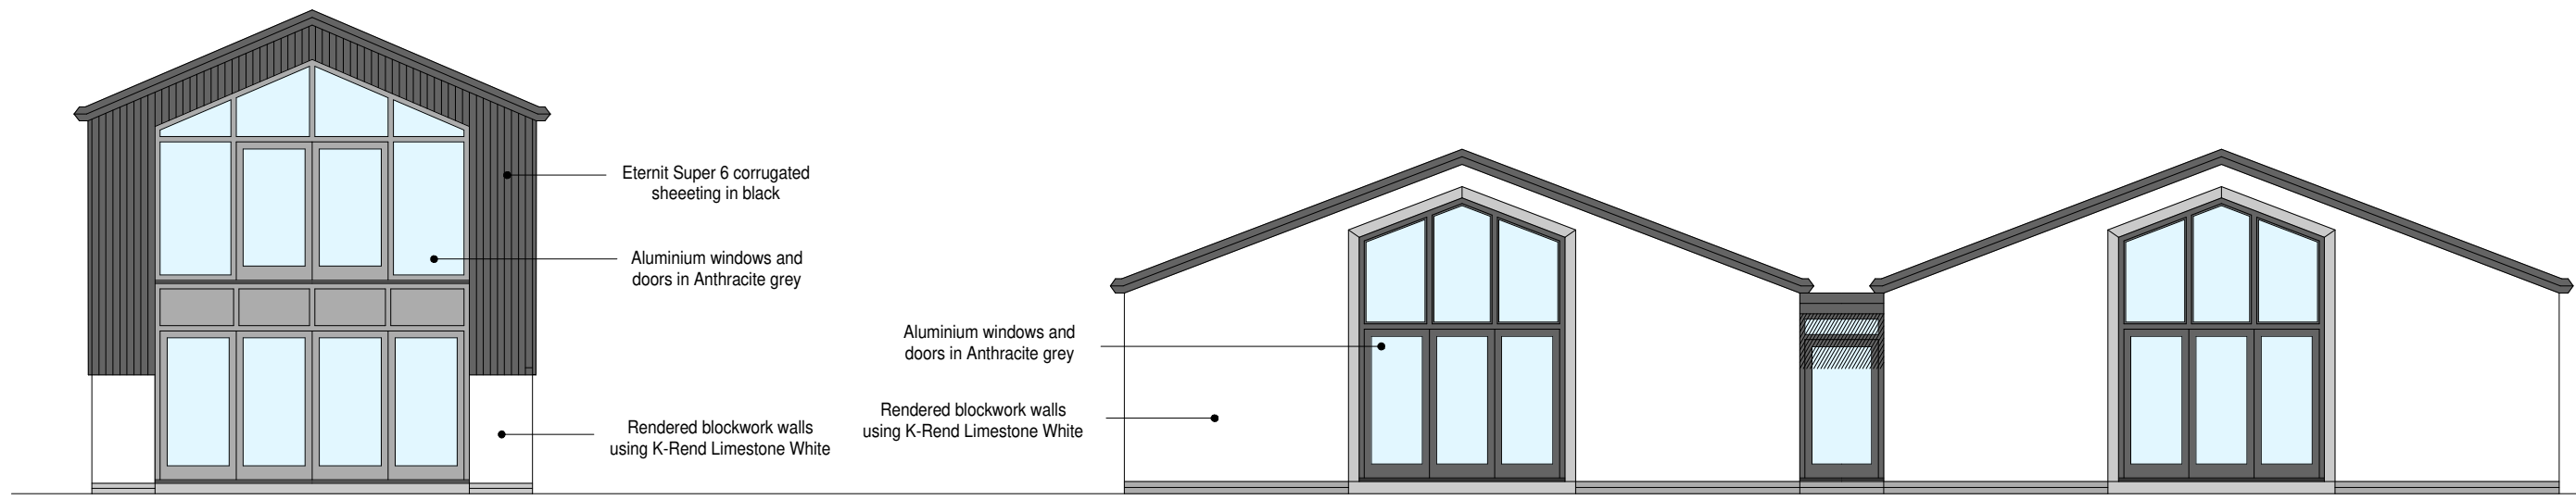 Eternit Super 6 corrugated
sheeeting in black
Aluminium windows and
doors in Anthracite grey
Rendered blockwork walls
using K-Rend Limestone White
Aluminium windows and
doors in Anthracite grey
Rendered blockwork walls
using K-Rend Limestone White